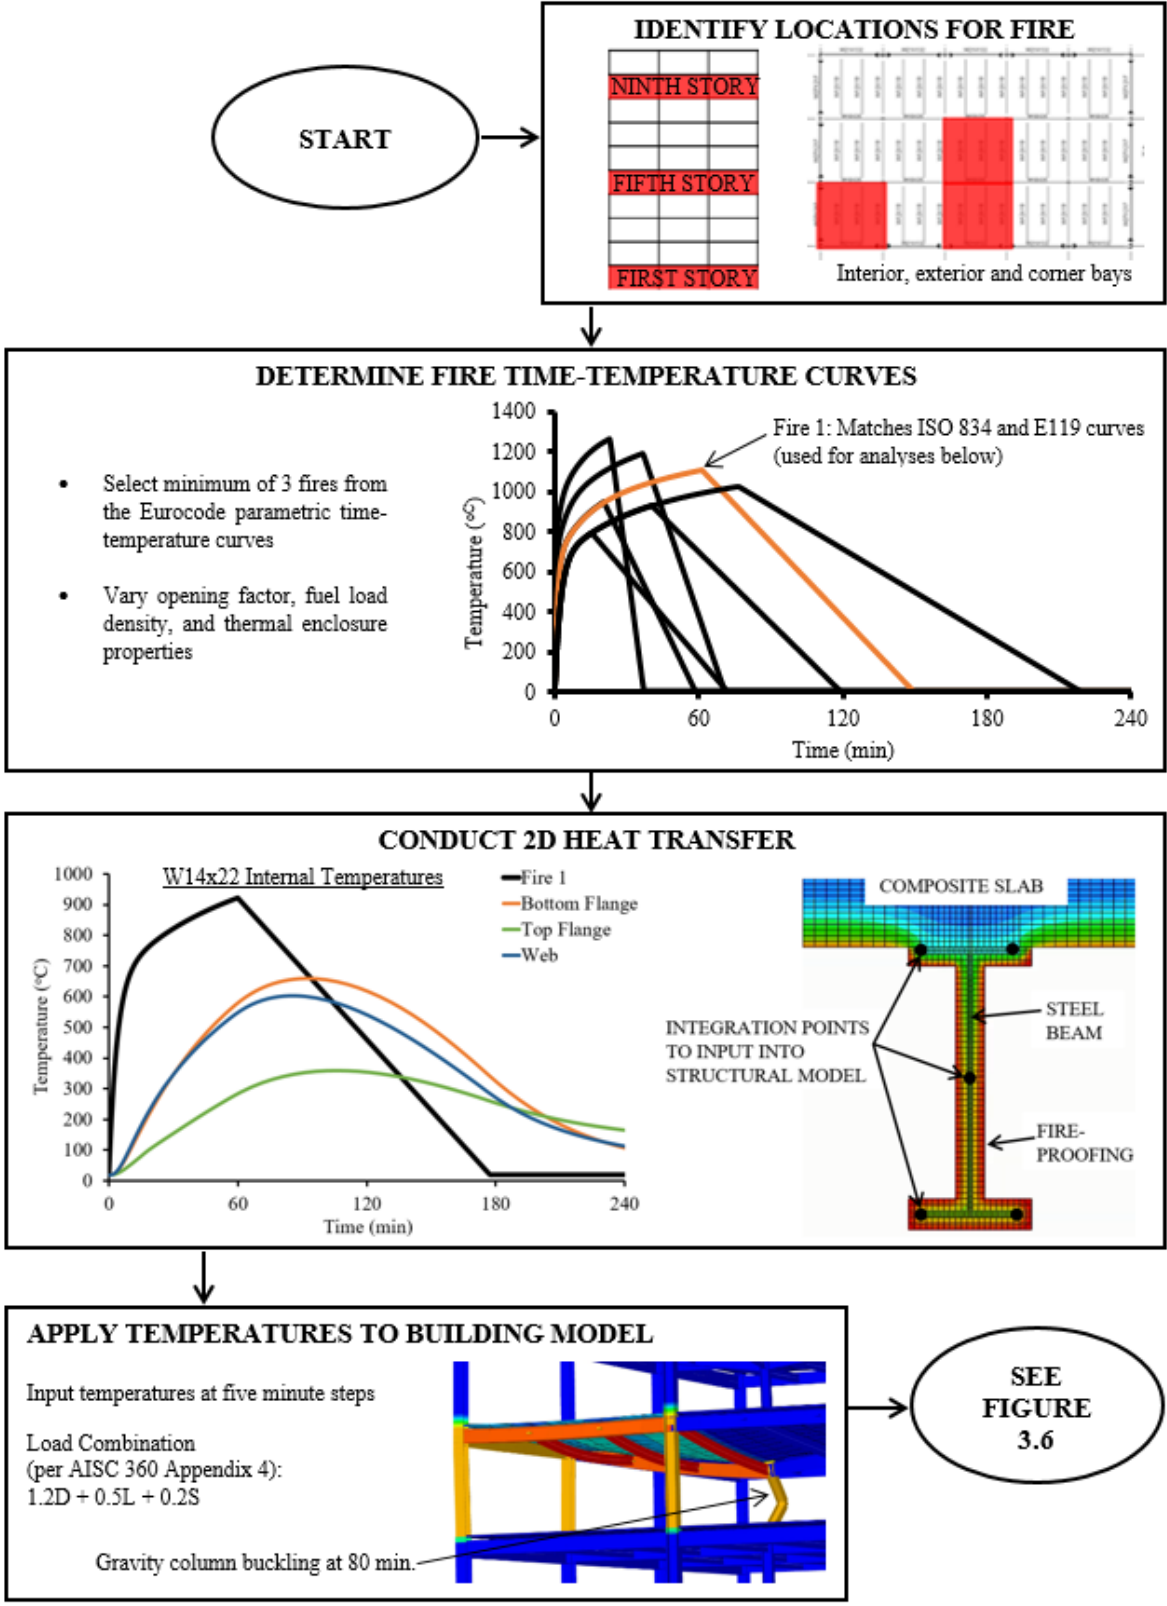 IDENTIFY LOCATIONS FOR FIRE
START
NINTH STORY
FIFTH STORY
FIRST STORY
Interior, exterior and corner bays
DETERMINE FIRE TIME-TEMPERATURE CURVES
• Select minimum of 3 fires from
the Eurocode parametric time-
temperature curves
• Vary opening factor, fuel load
density, and thermal enclosure
properties
Temperature (°C)
1400
1200
1000
800
600
400
200
0
0 60 120 180 240
Time (min)
Fire 1: Matches ISO 834 and E119 curves
(used for analyses below)
CONDUCT 2D HEAT TRANSFER
W14x22 Internal Temperatures
Temperature (°C)
1000
900
800
700
600
500
400
300
200
100
0
0 60 120 180 240
Time (min)
Fire 1
Bottom Flange
Top Flange
Web
COMPOSITE SLAB
INTEGRATION POINTS
TO INPUT INTO
STRUCTURAL MODEL
STEEL
BEAM
FIRE-
PROOFING
APPLY TEMPERATURES TO BUILDING MODEL
Input temperatures at five minute steps
Load Combination
(per AISC 360 Appendix 4):
1.2D + 0.5L + 0.2S
Gravity column buckling at 80 min.
SEE
FIGURE
3.6